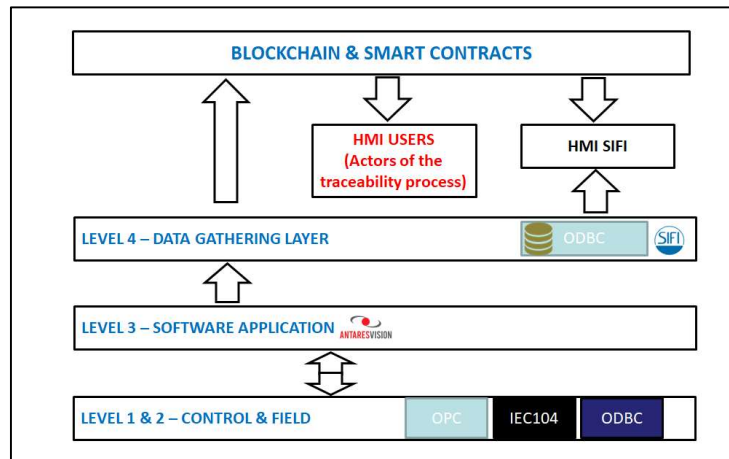 BLOCKCHAIN & SMART CONTRACTS
HMI USERS
(Actors of the
traceability process)
HMI SIFI
LEVEL 4 – DATA GATHERING LAYER
ODBC
SIFI
LEVEL 3 – SOFTWARE APPLICATION
ANTARESVISION
LEVEL 1 & 2 – CONTROL & FIELD
OPC
IEC104
ODBC